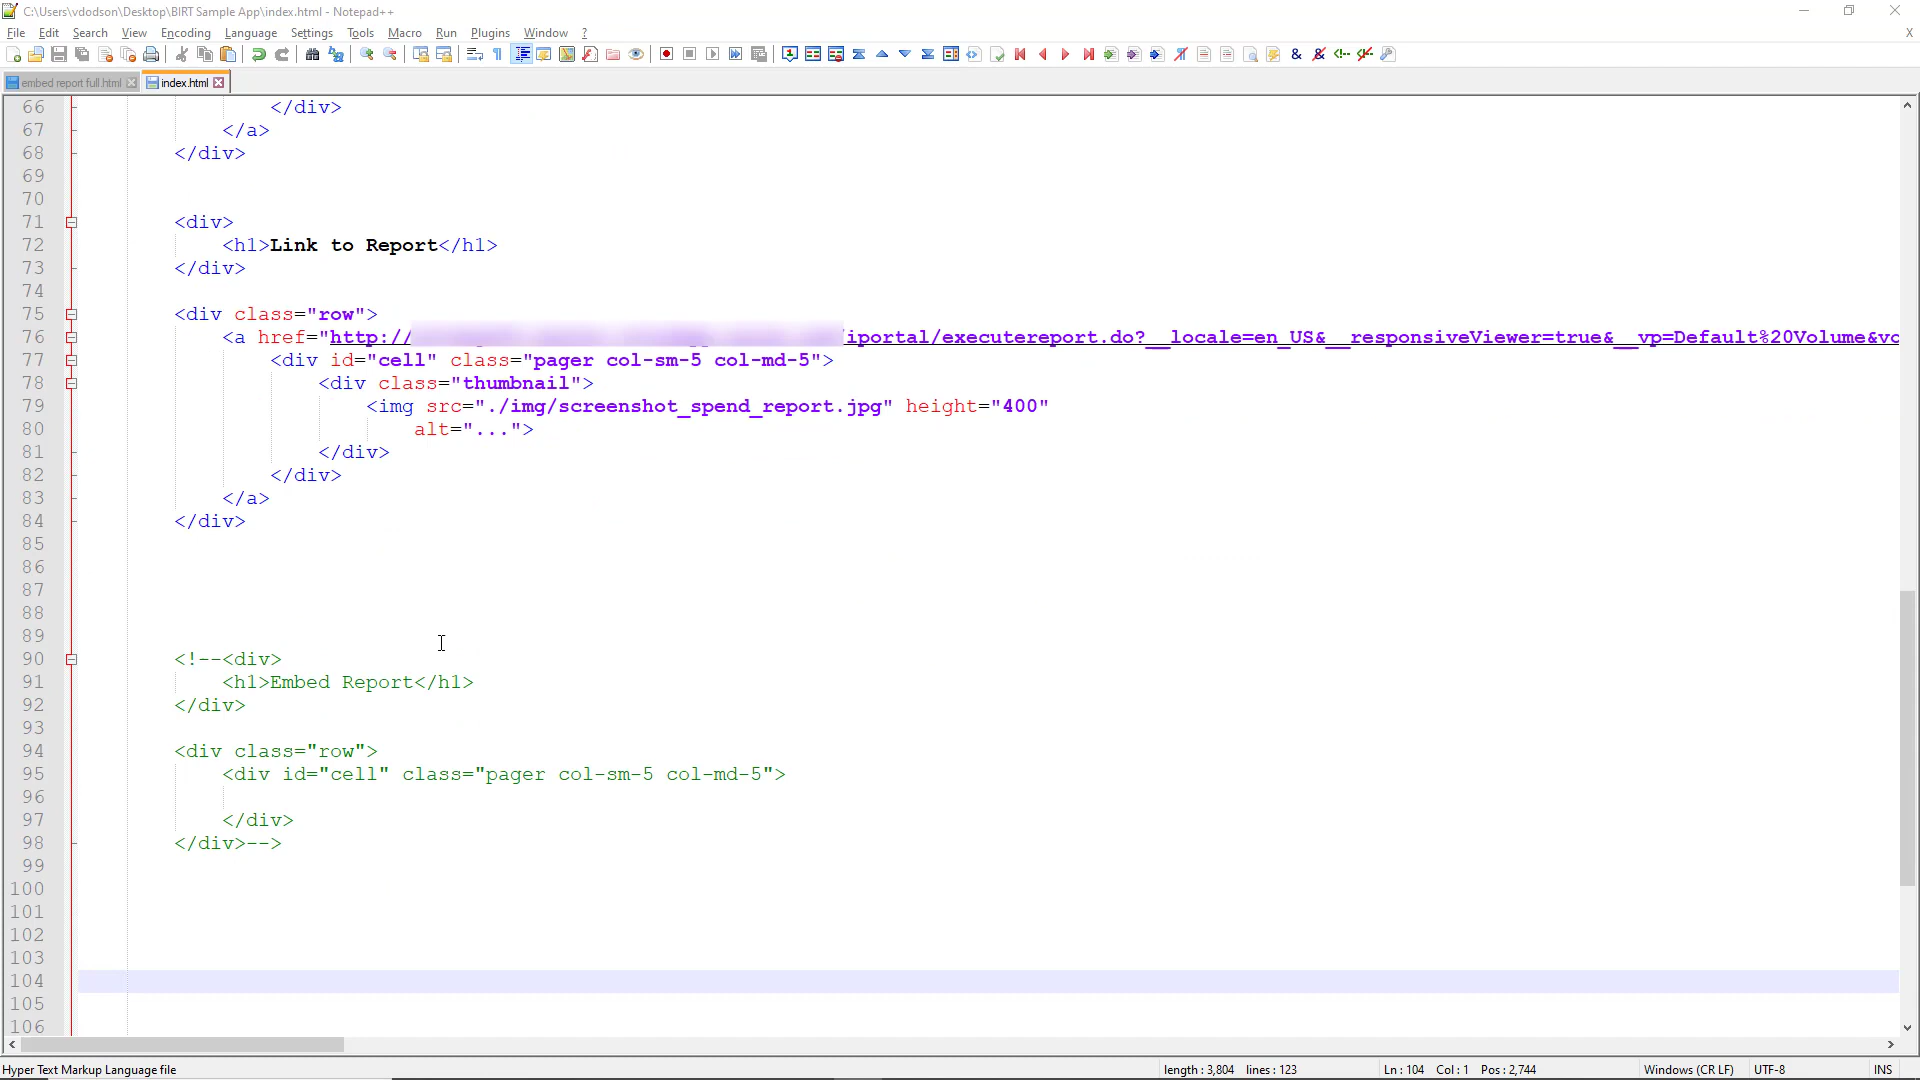 C:\Users\vdodson\Desktop\BIRT Sample App\index.html - Notepad++
File Edit Search View Encoding Language Settings Tools Macro Run Plugins Window ? X
embed report full.html index.html
66 </div>
67 </a>
68 </div>
69
70
71 <div>
72 <h1>Link to Report</h1>
73 </div>
74
75 <div class="row">
76 <a href="http:// /iportal/executereport.do?__locale=en_US&__responsiveViewer=true&__vp=Default%20Volume&vo
77 <div id="cell" class="pager col-sm-5 col-md-5">
78 <div class="thumbnail">
79 <img src="./img/screenshot_spend_report.jpg" height="400"
80 alt="...">
81 </div>
82 </div>
83 </a>
84 </div>
85
86
87
88
89
90 <!--<div>
91 <h1>Embed Report</h1>
92 </div>
93
94 <div class="row">
95 <div id="cell" class="pager col-sm-5 col-md-5">
96
97 </div>
98 </div>-->
99
100
101
102
103
104
105
106
Hyper Text Markup Language file length : 3,804 lines : 123 Ln : 104 Col : 1 Pos : 2,744 Windows (CR LF) UTF-8 INS